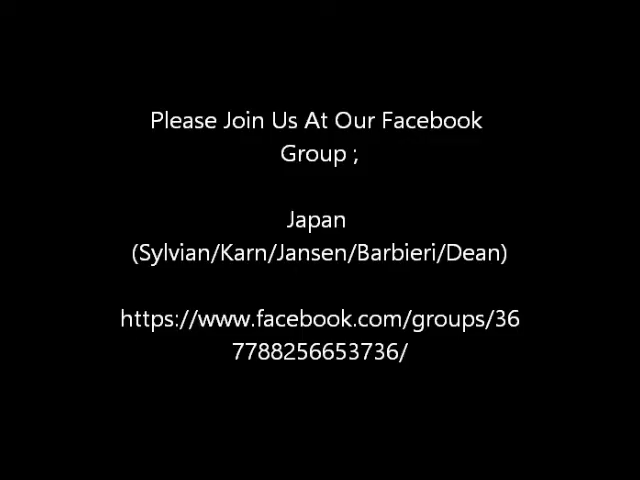 Please Join Us At Our Facebook
Group ;
Japan
(Sylvian/Karn/Jansen/Barbieri/Dean)
https://www.facebook.com/groups/36
7788256653736/